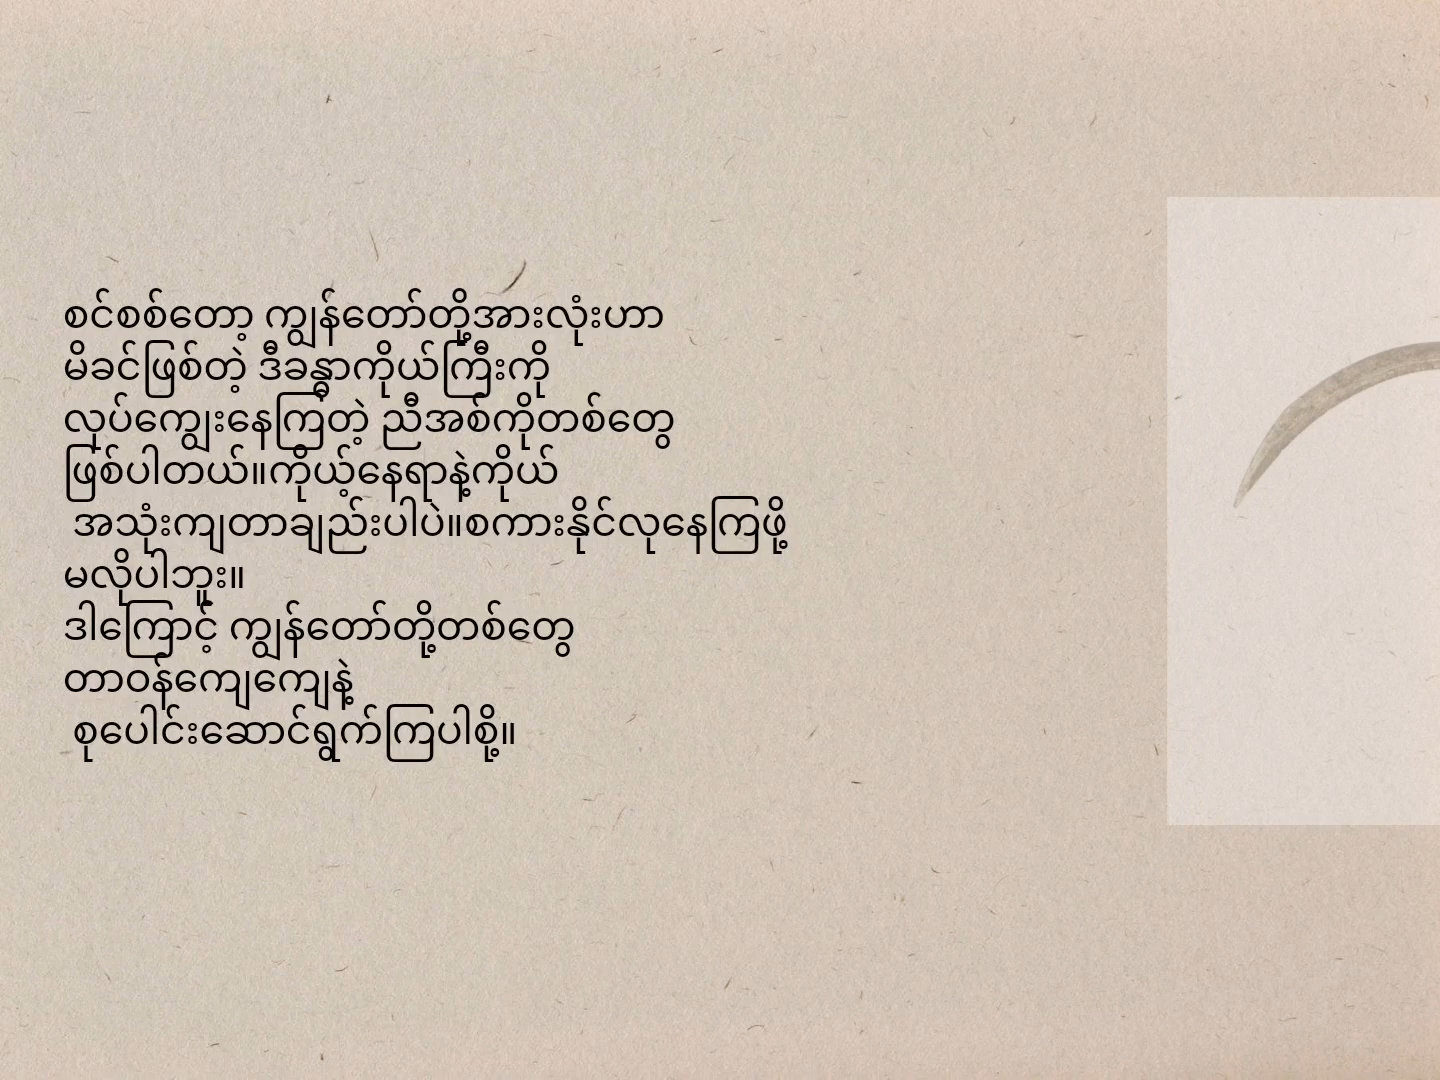 စင်စစ်တော့ ကျွန်တော်တို့အားလုံးဟာ
မိခင်ဖြစ်တဲ့ ဒီခန္ဓာကိုယ်ကြီးကို
လုပ်ကျွေးနေကြတဲ့ ညီအစ်ကိုတစ်တွေ
ဖြစ်ပါတယ်။ကိုယ့်နေရာနဲ့ကိုယ်
အသုံးကျတာချည်းပါပဲ။စကားနိုင်လုနေကြဖို့
မလိုပါဘူး။
ဒါကြောင့် ကျွန်တော်တို့တစ်တွေ
တာဝန်ကျေကျေနဲ့
စုပေါင်းဆောင်ရွက်ကြပါစို့။